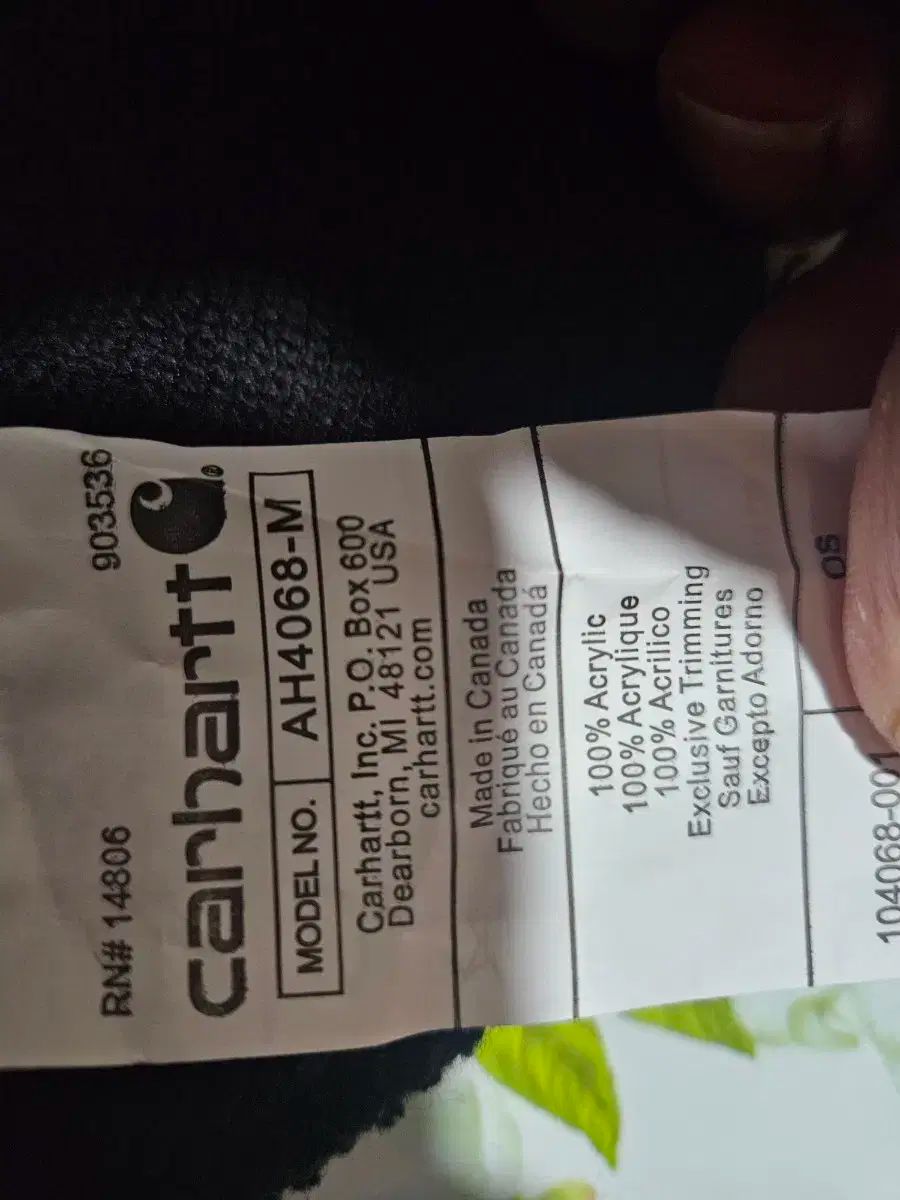 RN# 14806 903536
carhartt®
MODEL NO. AH4068-M
Carhartt, Inc. P.O. Box 600
Dearborn, MI 48121 USA
carhartt.com
Made in Canada
Fabriqué au Canada
Hecho en Canadá
100% Acrylic
100% Acrylique
100% Acrilico
Exclusive Trimming
Sauf Garnitures
Excepto Adorno
104068-001 OS